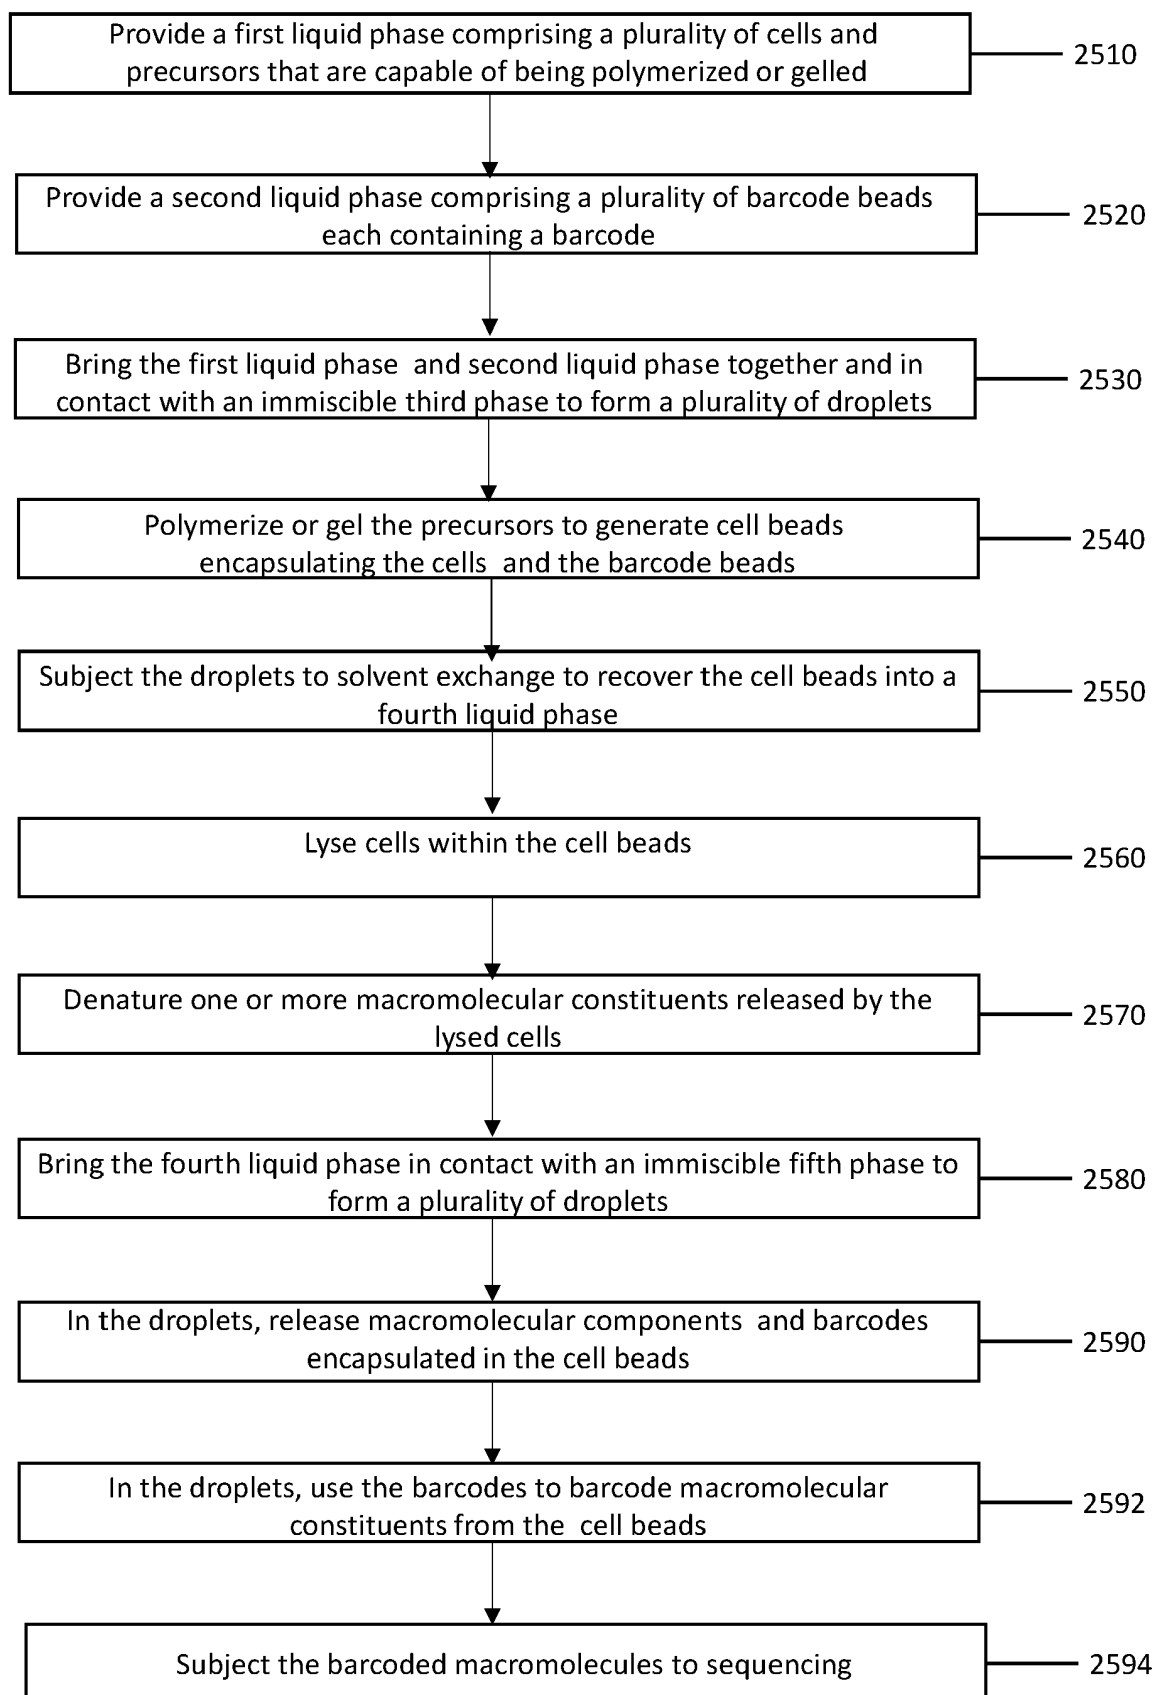 Provide a first liquid phase comprising a plurality of cells and
precursors that are capable of being polymerized or gelled
2510
Provide a second liquid phase comprising a plurality of barcode beads
each containing a barcode
2520
Bring the first liquid phase and second liquid phase together and in
contact with an immiscible third phase to form a plurality of droplets
2530
Polymerize or gel the precursors to generate cell beads
encapsulating the cells and the barcode beads
2540
Subject the droplets to solvent exchange to recover the cell beads into a
fourth liquid phase
2550
Lyse cells within the cell beads
2560
Denature one or more macromolecular constituents released by the
lysed cells
2570
Bring the fourth liquid phase in contact with an immiscible fifth phase to
form a plurality of droplets
2580
In the droplets, release macromolecular components and barcodes
encapsulated in the cell beads
2590
In the droplets, use the barcodes to barcode macromolecular
constituents from the cell beads
2592
Subject the barcoded macromolecules to sequencing
2594